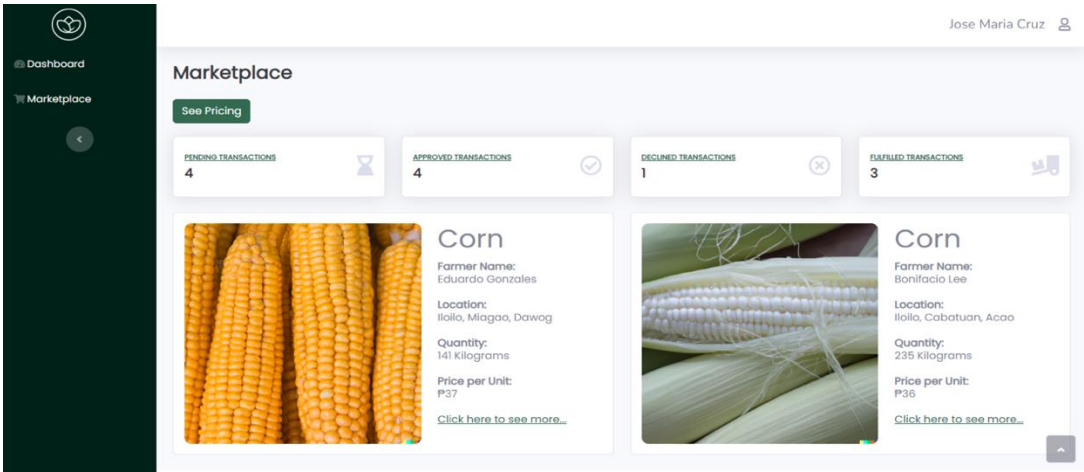 Jose Maria Cruz
Dashboard
Marketplace
Marketplace
See Pricing
PENDING TRANSACTIONS
4
APPROVED TRANSACTIONS
4
DECLINED TRANSACTIONS
1
FULFILLED TRANSACTIONS
3
Corn
Farmer Name:
Eduardo Gonzales
Location:
Iloilo, Miagao, Dawog
Quantity:
141 Kilograms
Price per Unit:
₱37
Click here to see more...
Corn
Farmer Name:
Bonifacio Lee
Location:
Iloilo, Cabatuan, Acao
Quantity:
235 Kilograms
Price per Unit:
₱36
Click here to see more...